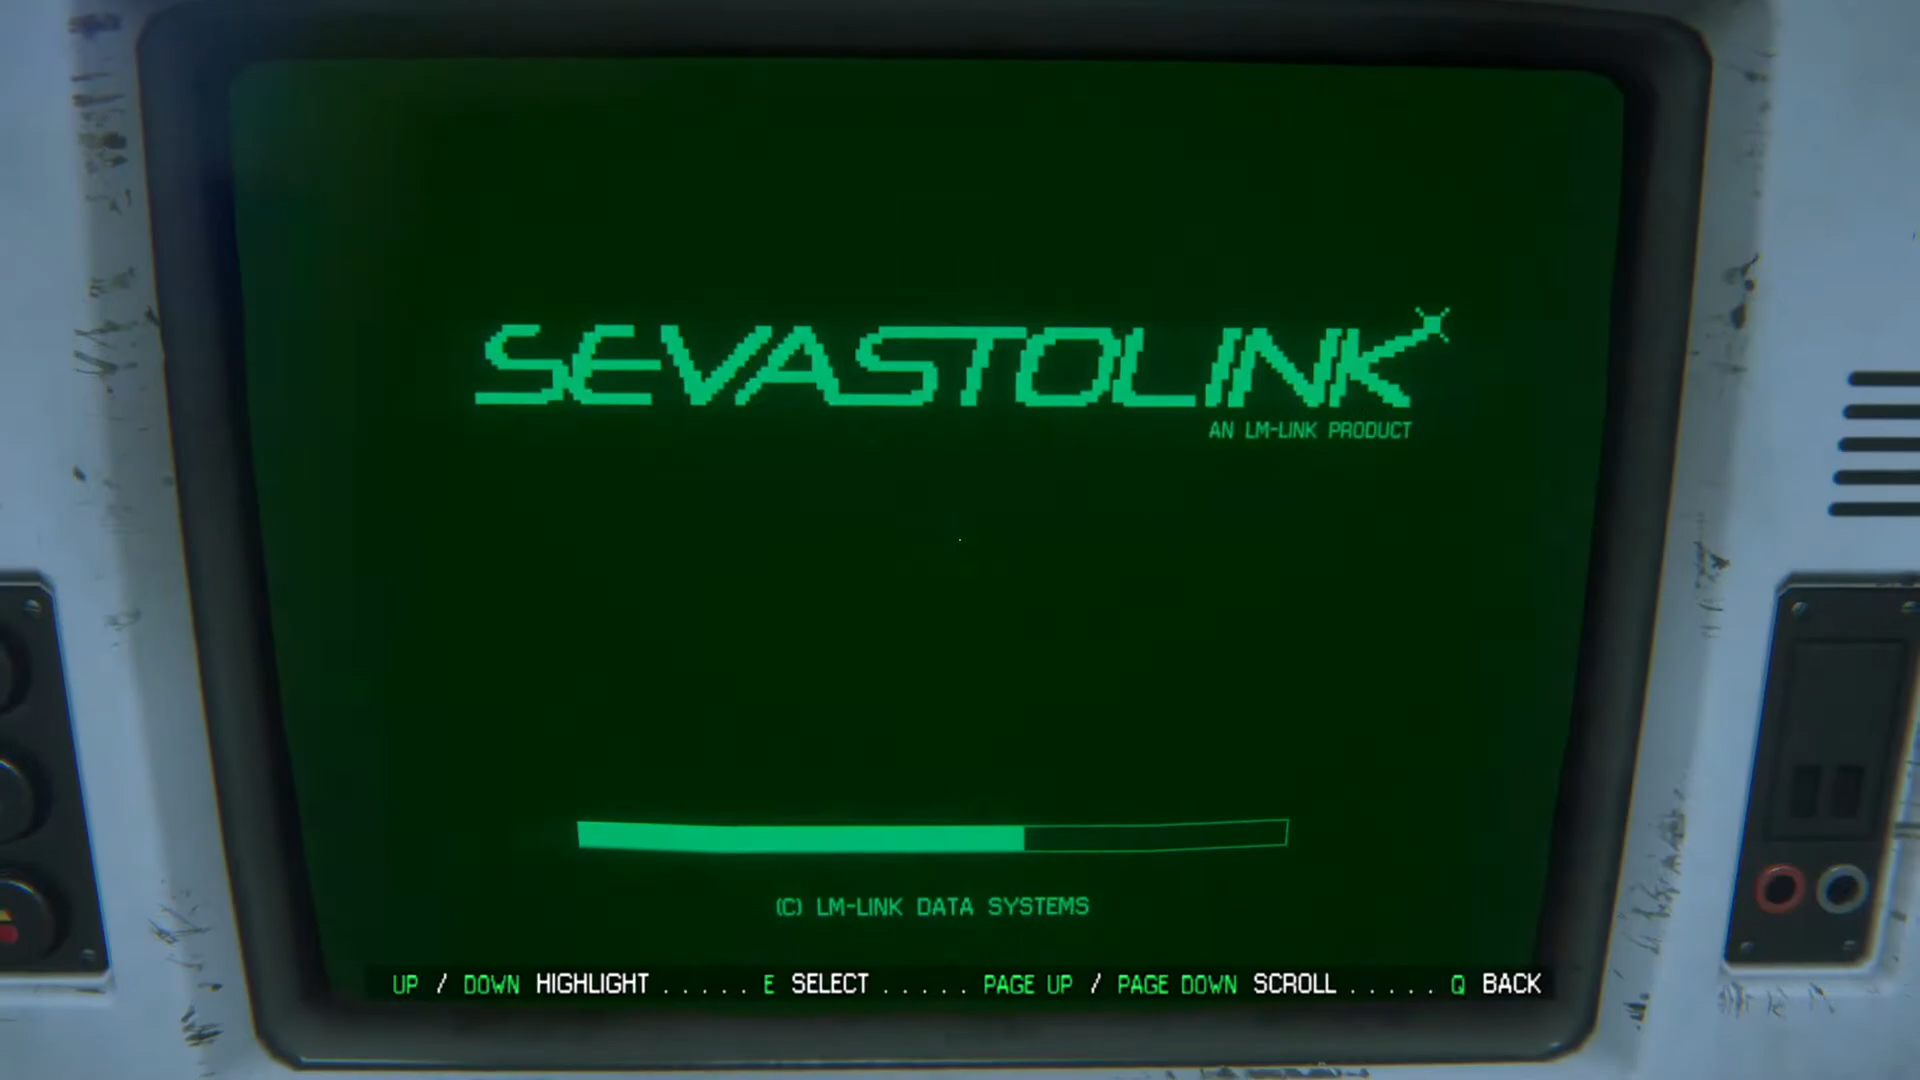 SEVASTOLINK
AN LM-LINK PRODUCT
(C) LM-LINK DATA SYSTEMS
UP / DOWN HIGHLIGHT ..... E SELECT ..... PAGE UP / PAGE DOWN SCROLL ..... Q BACK